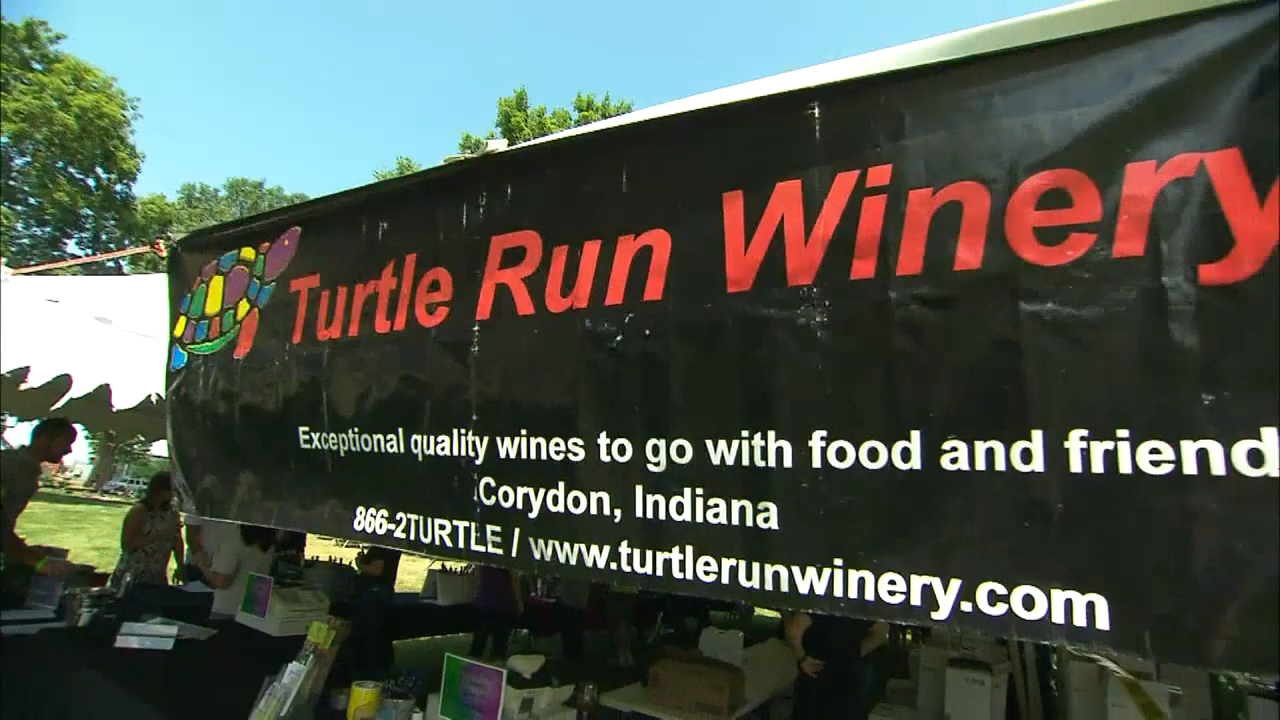 Turtle Run Winery
Exceptional quality wines to go with food and friend
Corydon, Indiana
866-2TURTLE / www.turtlerunwinery.com